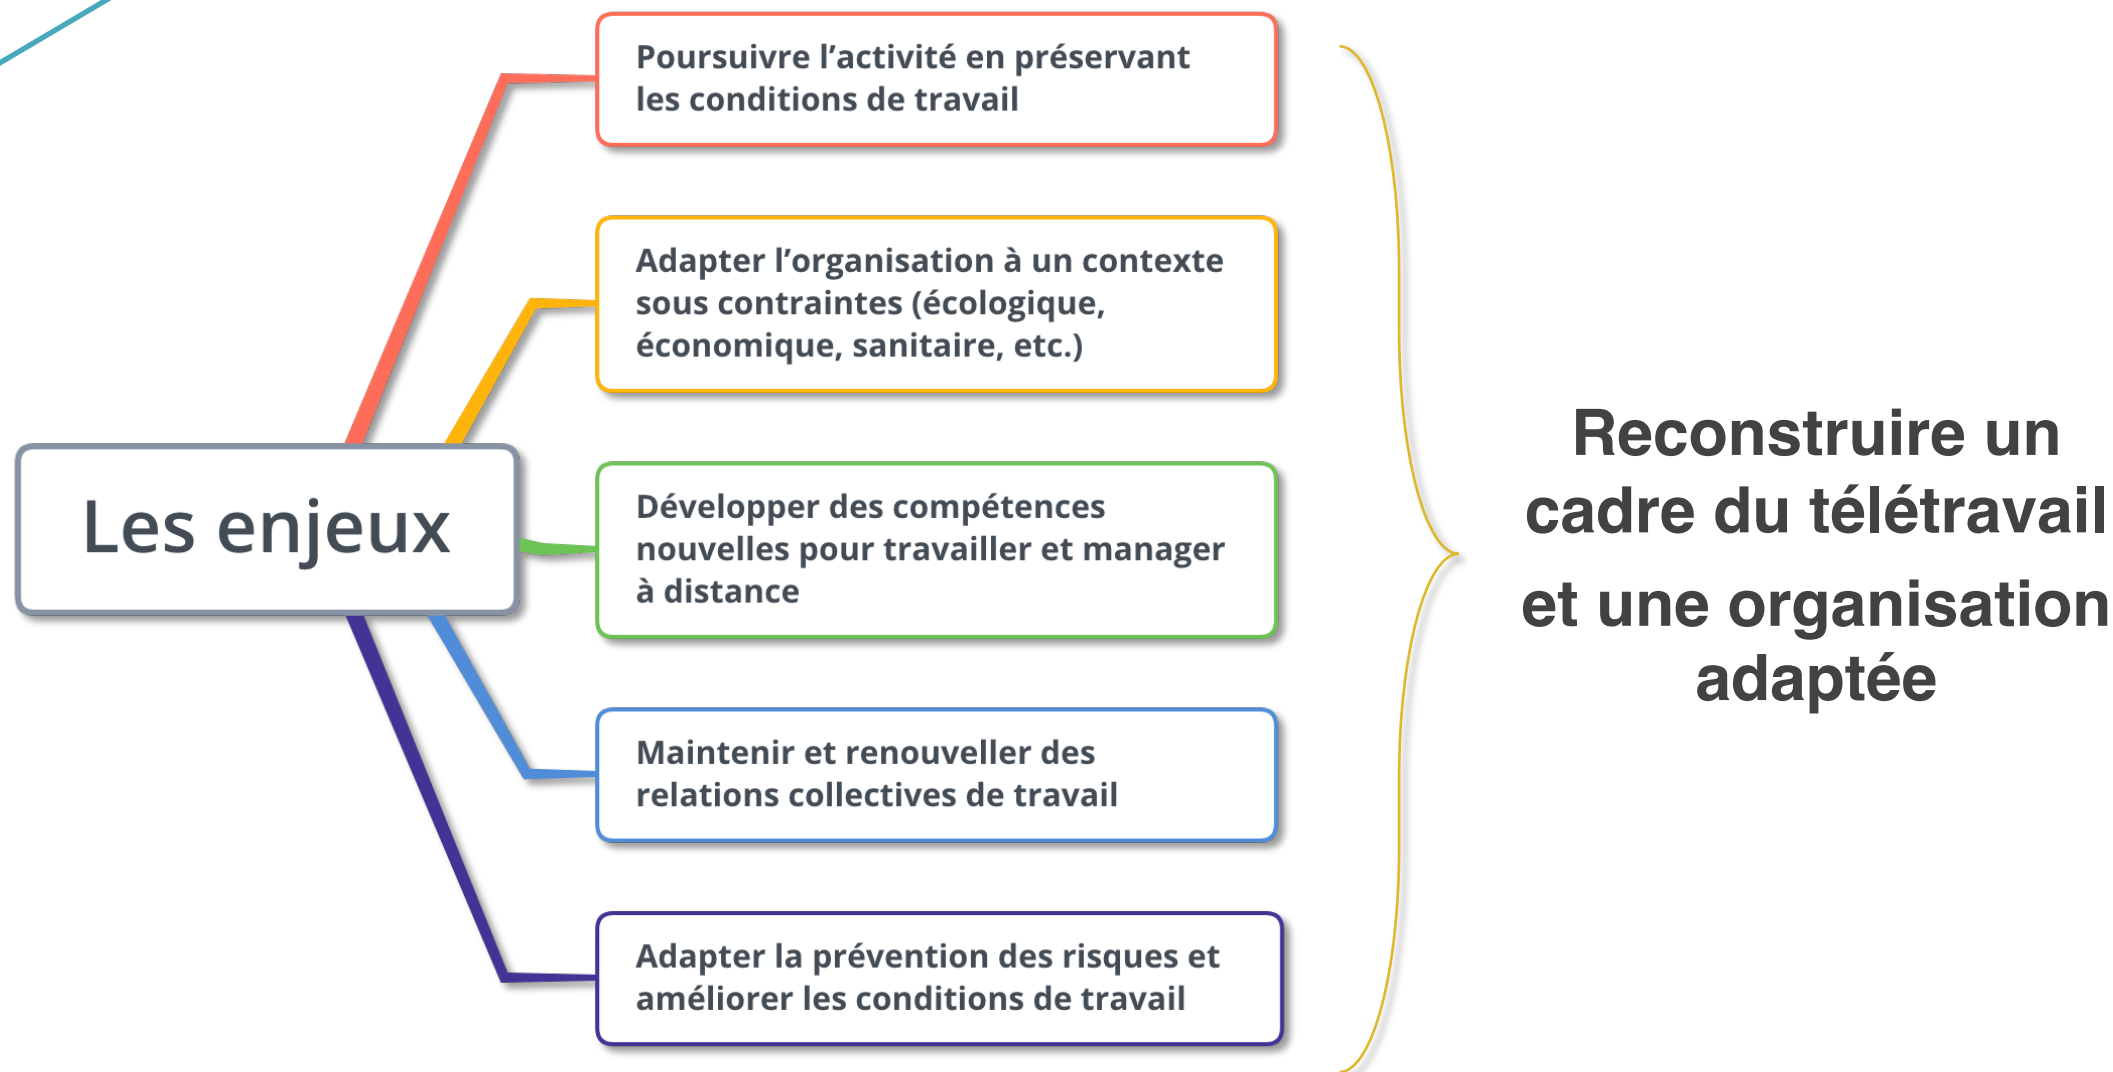 Poursuivre l’activité en préservant
les conditions de travail
Adapter l’organisation à un contexte
sous contraintes (écologique,
économique, sanitaire, etc.)
Les enjeux
Développer des compétences
nouvelles pour travailler et manager
à distance
Maintenir et renouveller des
relations collectives de travail
Adapter la prévention des risques et
améliorer les conditions de travail
Reconstruire un
cadre du télétravail
et une organisation
adaptée